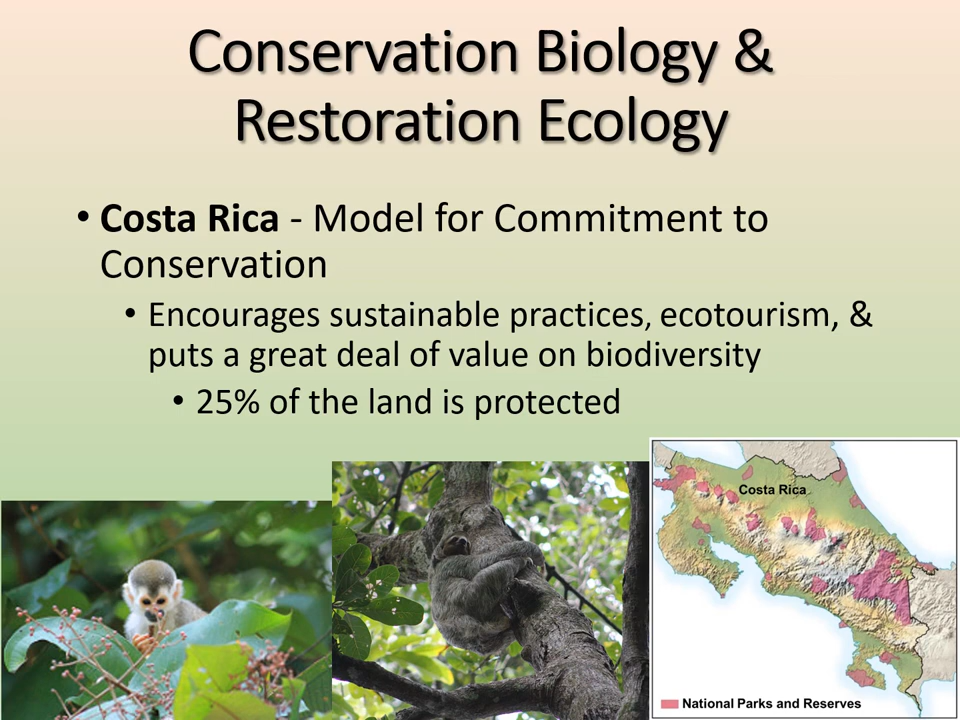 Conservation Biology &
Restoration Ecology
• Costa Rica - Model for Commitment to
Conservation
• Encourages sustainable practices, ecotourism, &
puts a great deal of value on biodiversity
• 25% of the land is protected
Costa Rica
National Parks and Reserves